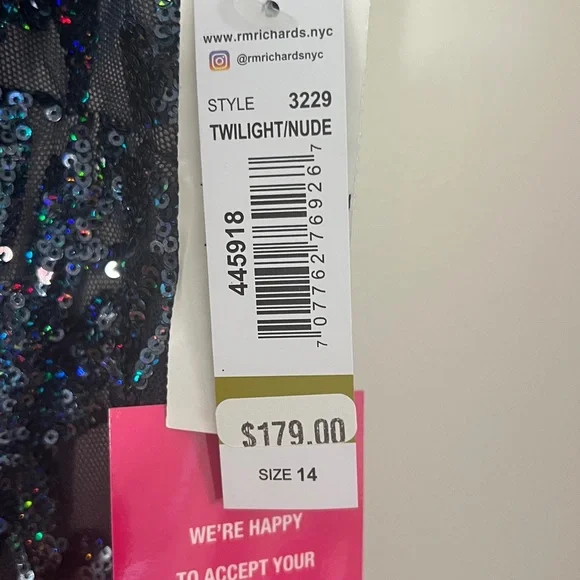 www.rmrichards.nyc
@rmrichardsnyc
STYLE 3229
TWILIGHT/NUDE
445918
7 07762 76926 7
$179.00
SIZE 14
WE'RE HAPPY
TO ACCEPT YOUR